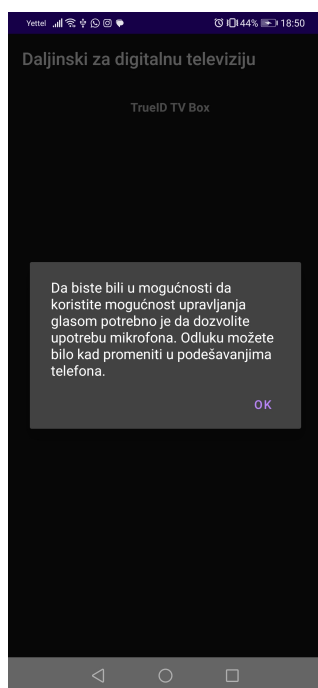 Yettel 44% 18:50
Daljinski za digitalnu televiziju
TrueID TV Box
Da biste bili u mogućnosti da
koristite mogućnost upravljanja
glasom potrebno je da dozvolite
upotrebu mikrofona. Odluku možete
bilo kad promeniti u podešavanjima
telefona.
OK